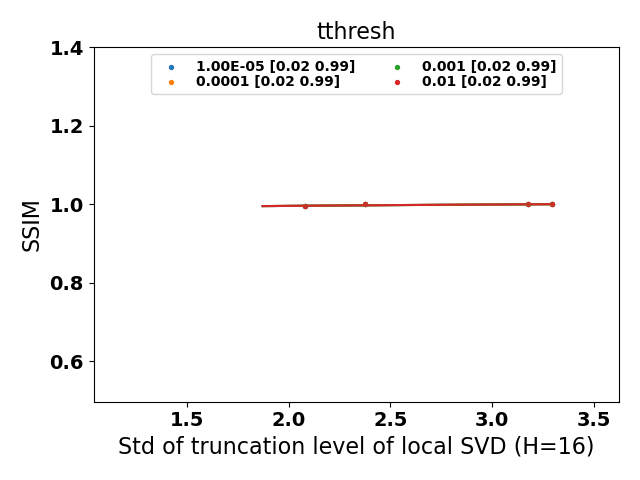 tthresh
1.00E-05 [0.02 0.99]
0.0001 [0.02 0.99]
0.001 [0.02 0.99]
0.01 [0.02 0.99]
1.4
1.2
1.0
0.8
0.6
SSIM
1.5 2.0 2.5 3.0 3.5
Std of truncation level of local SVD (H=16)